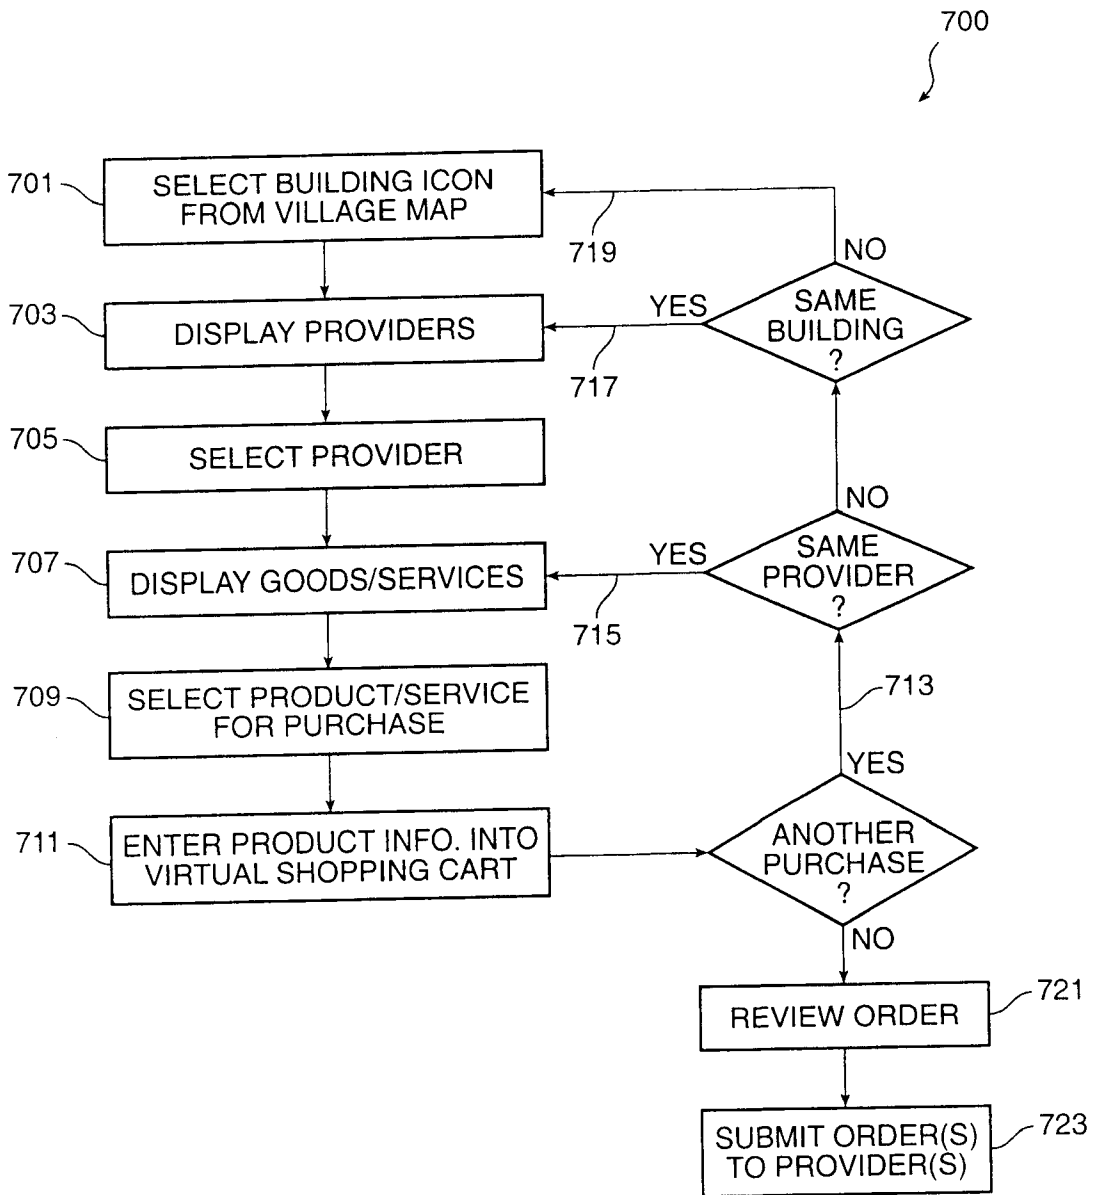 700
701
SELECT BUILDING ICON
FROM VILLAGE MAP
719
NO
703
DISPLAY PROVIDERS
YES
717
SAME
BUILDING
?
705
SELECT PROVIDER
NO
707
DISPLAY GOODS/SERVICES
YES
715
SAME
PROVIDER
?
709
SELECT PRODUCT/SERVICE
FOR PURCHASE
713
YES
711
ENTER PRODUCT INFO. INTO
VIRTUAL SHOPPING CART
ANOTHER
PURCHASE
?
NO
REVIEW ORDER
721
SUBMIT ORDER(S)
TO PROVIDER(S)
723